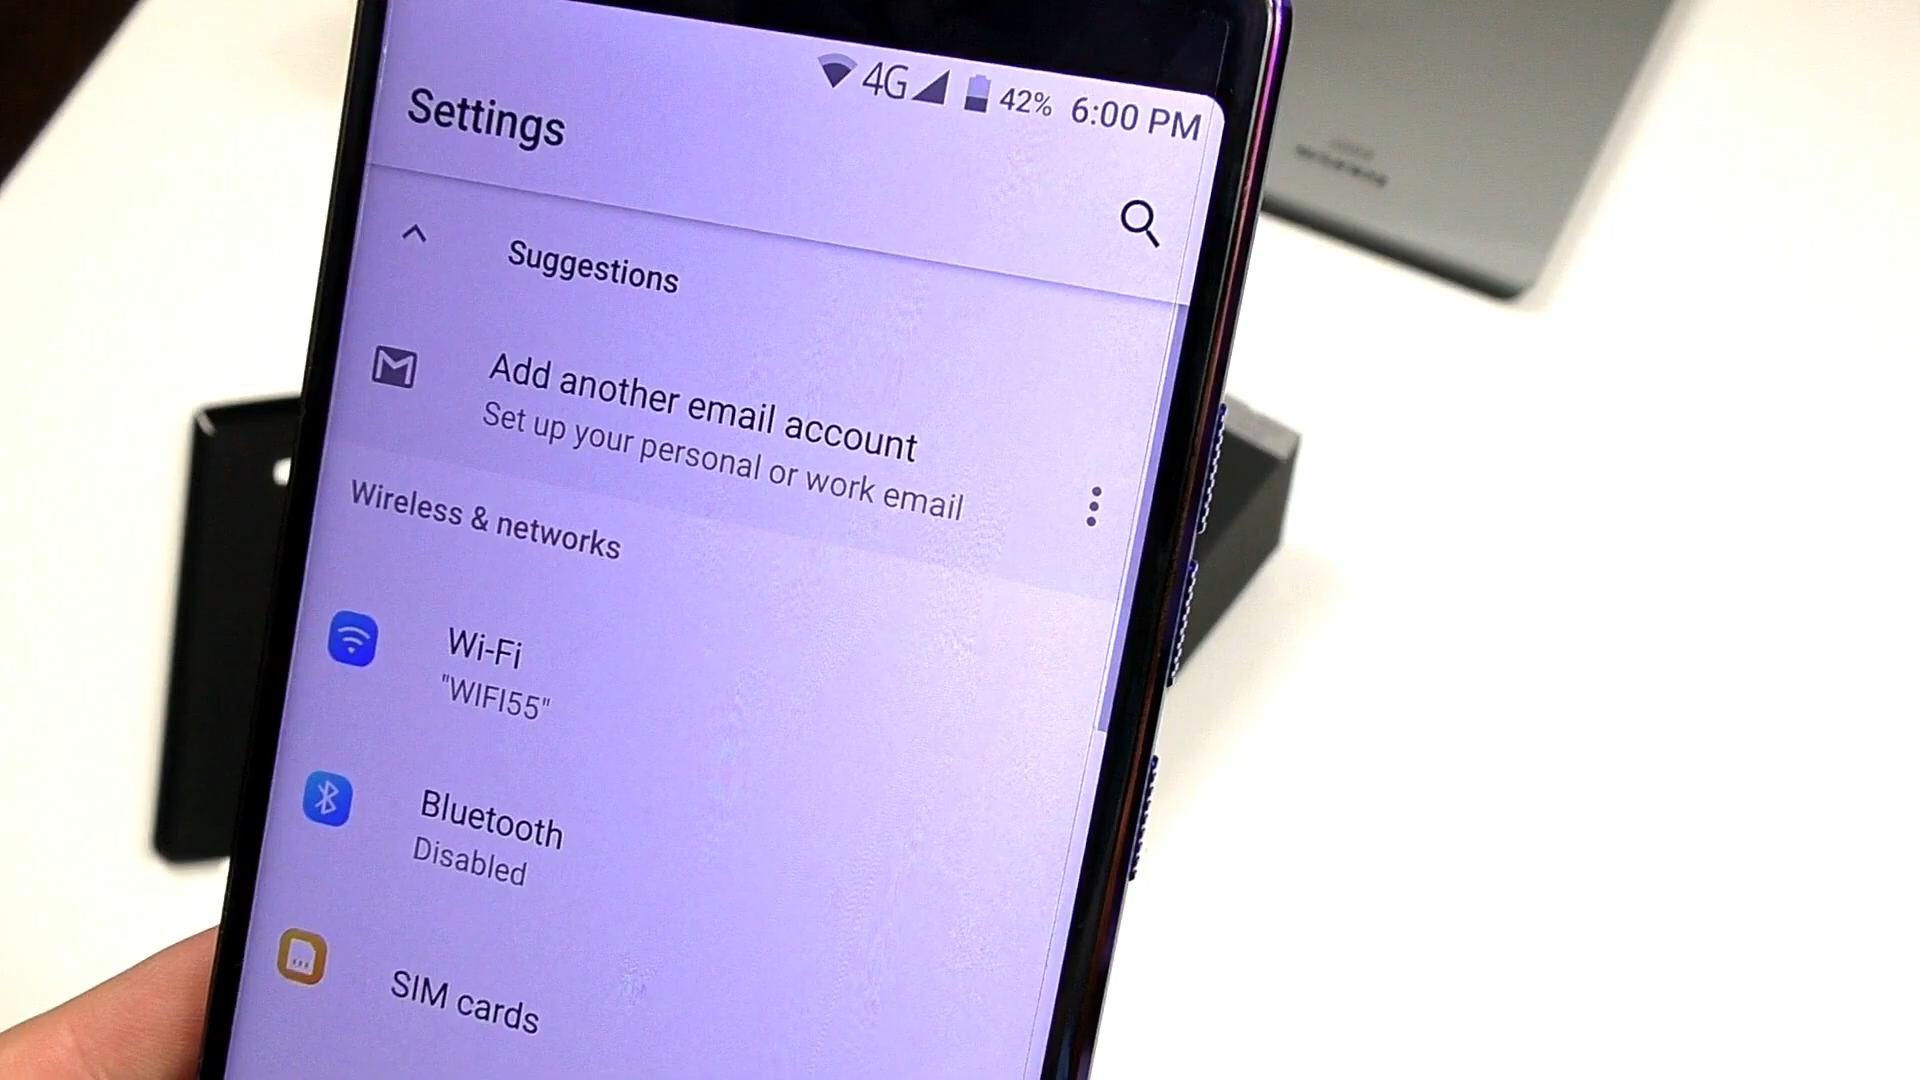 4G 42% 6:00 PM
Settings
Suggestions
Add another email account
Set up your personal or work email
Wireless & networks
Wi-Fi
"WIFI55"
Bluetooth
Disabled
SIM cards